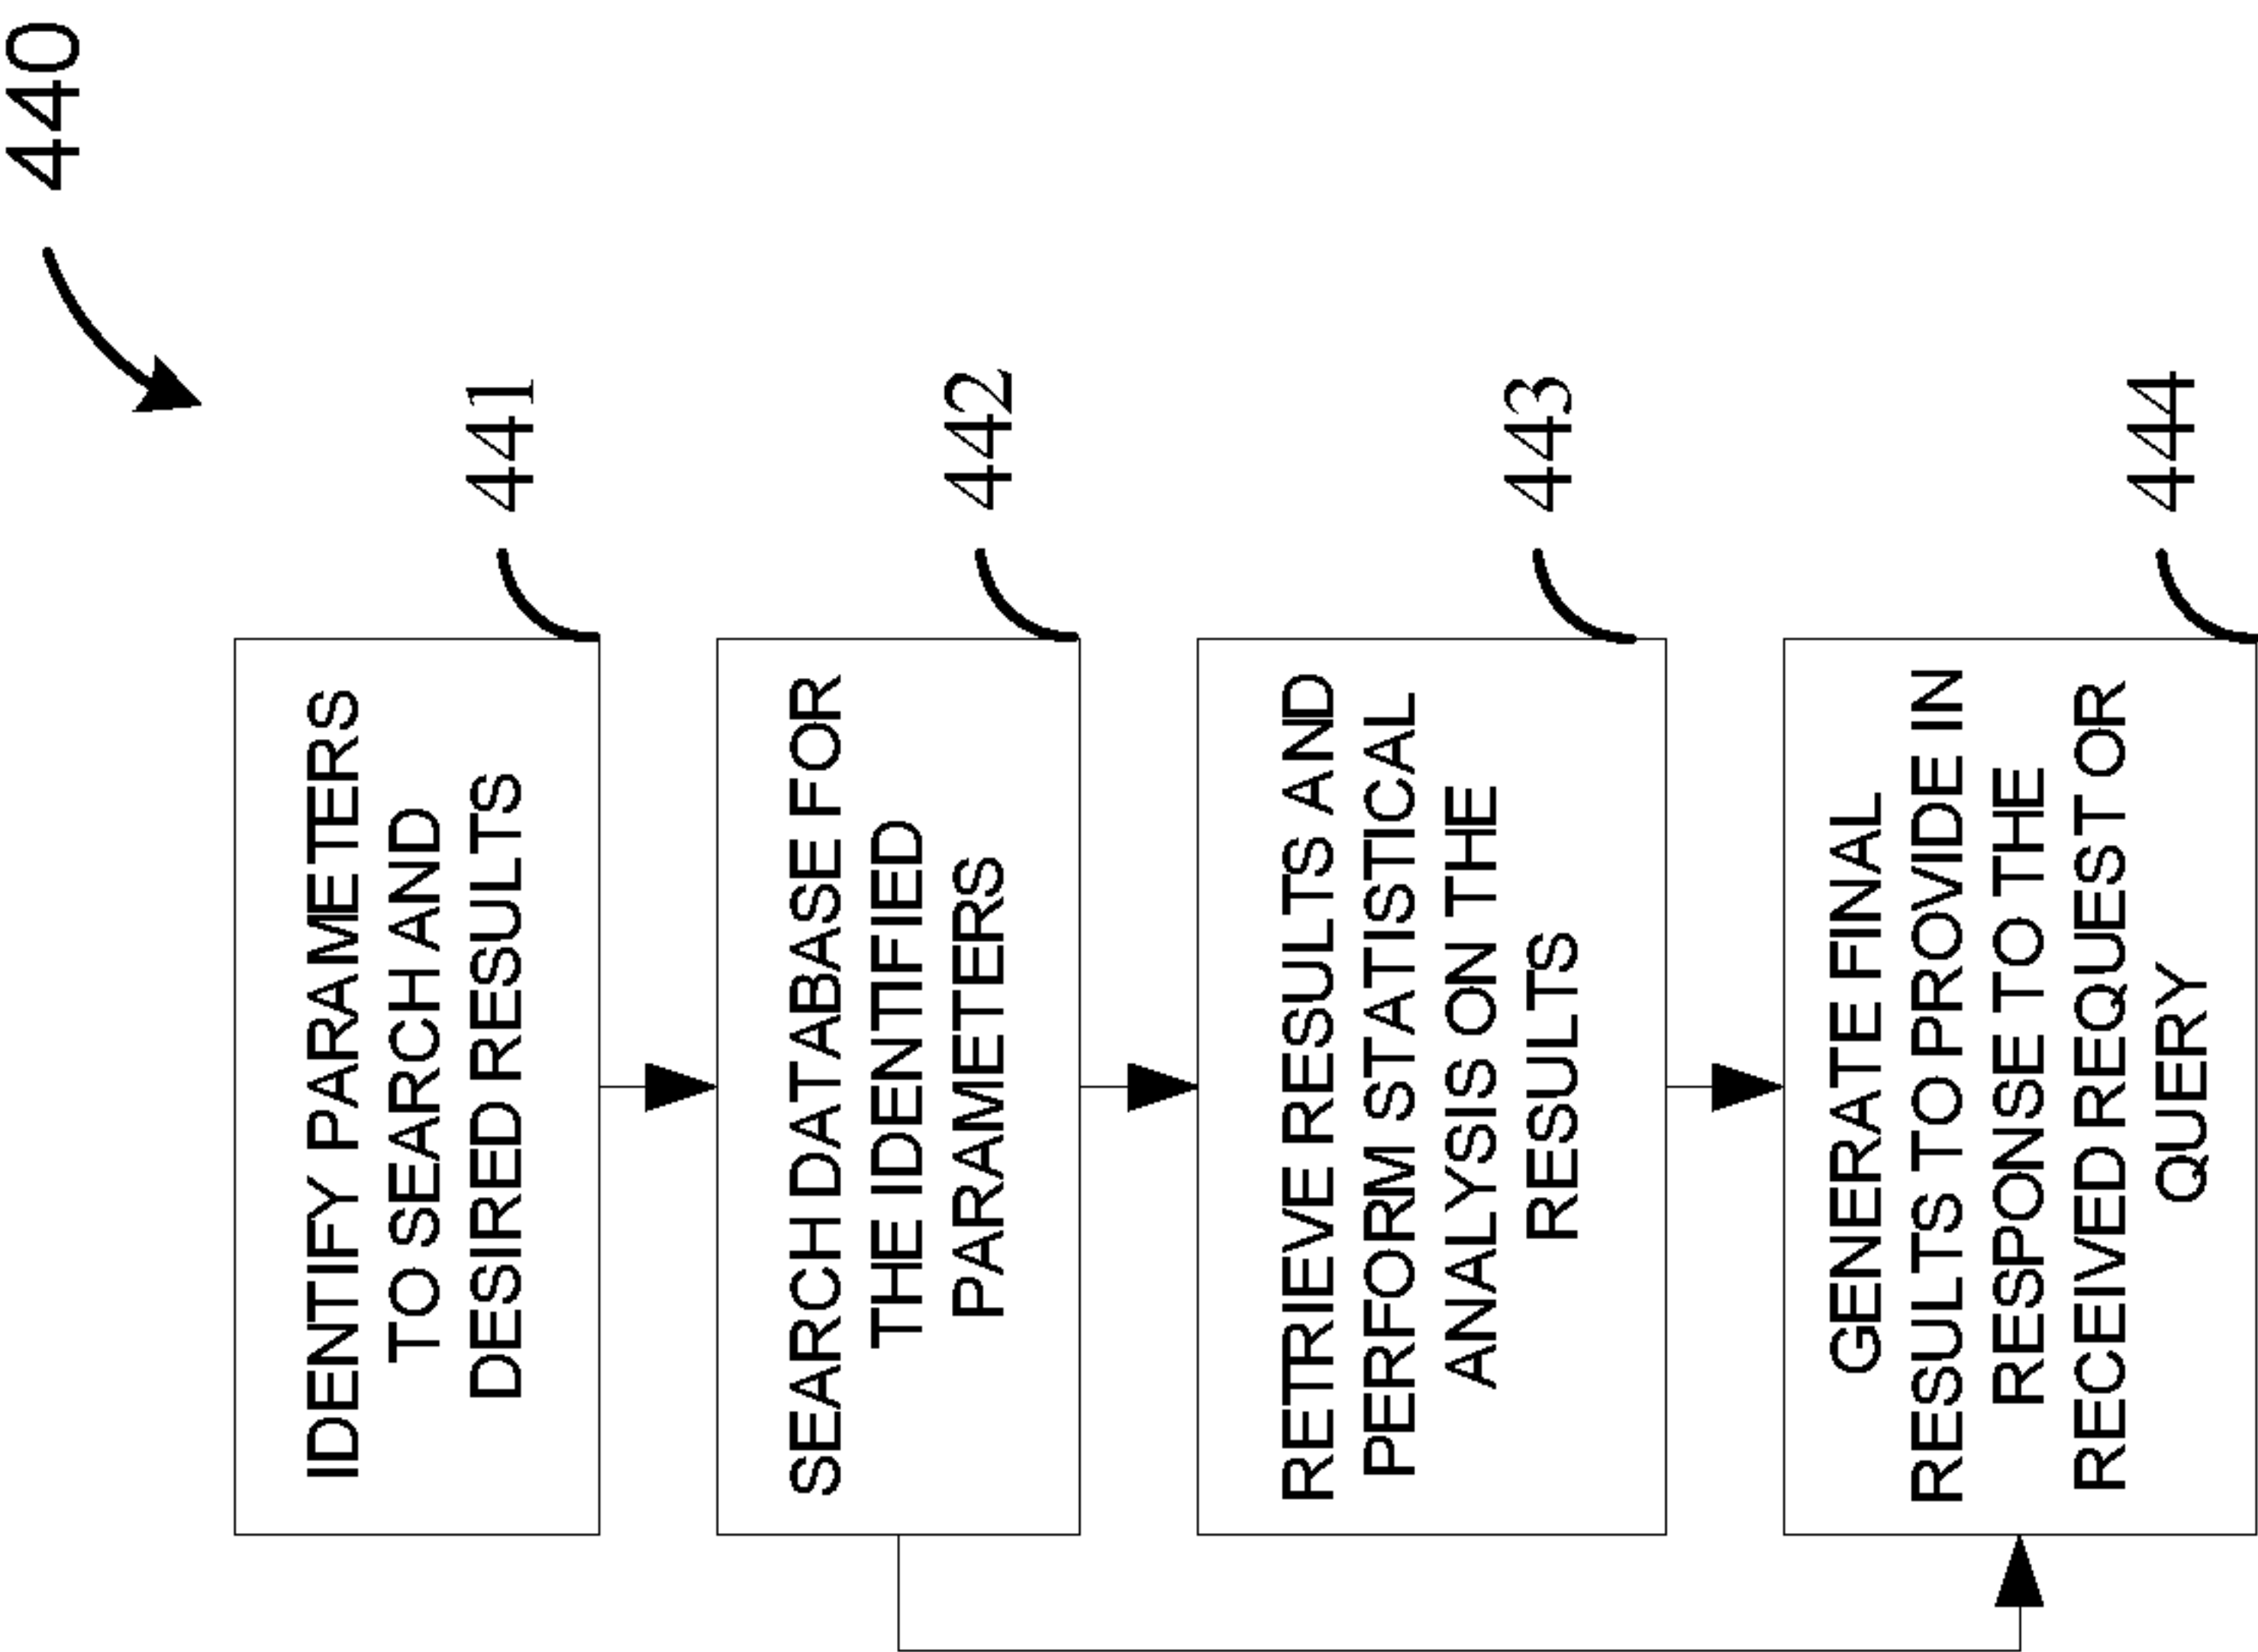 440
IDENTIFY PARAMETERS
TO SEARCH AND
DESIRED RESULTS
441
SEARCH DATABASE FOR
THE IDENTIFIED
PARAMETERS
442
RETRIEVE RESULTS AND
PERFORM STATISTICAL
ANALYSIS ON THE
RESULTS
443
GENERATE FINAL
RESULTS TO PROVIDE IN
RESPONSE TO THE
RECEIVED REQUEST OR
QUERY
444